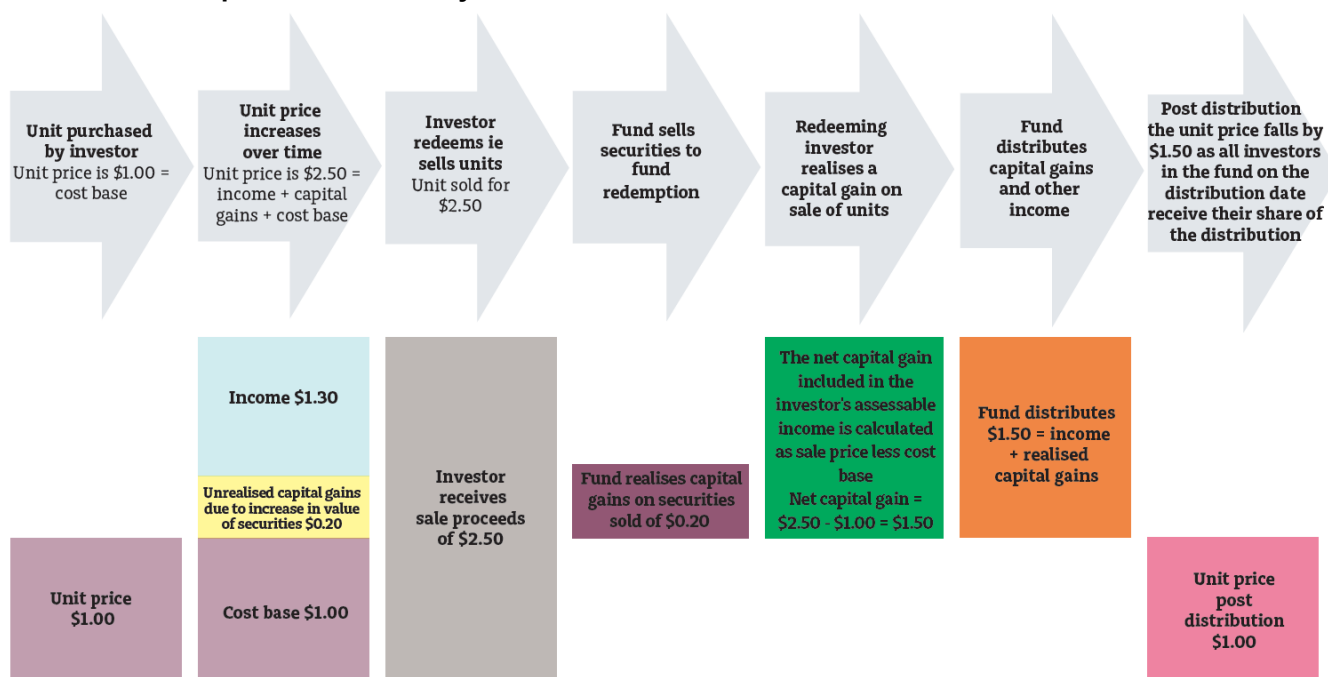 Unit purchased
by investor
Unit price is $1.00 =
cost base
Unit price
increases
over time
Unit price is $2.50 =
income + capital
gains + cost base
Investor
redeems ie
sells units
Unit sold for
$2.50
Fund sells
securities to
fund
redemption
Redeeming
investor
realises a
capital gain on
sale of units
Fund
distributes
capital gains
and other
income
Post distribution
the unit price falls by
$1.50 as all investors
in the fund on the
distribution date
receive their share of
the distribution
Unit price
$1.00
Income $1.30
Unrealised capital gains
due to increase in value
of securities $0.20
Cost base $1.00
Investor
receives
sale proceeds
of $2.50
Fund realises capital
gains on securities
sold of $0.20
The net capital gain
included in the
investor's assessable
income is calculated
as sale price less cost
base
Net capital gain =
$2.50 - $1.00 = $1.50
Fund distributes
$1.50 = income
+ realised
capital gains
Unit price
post
distribution
$1.00